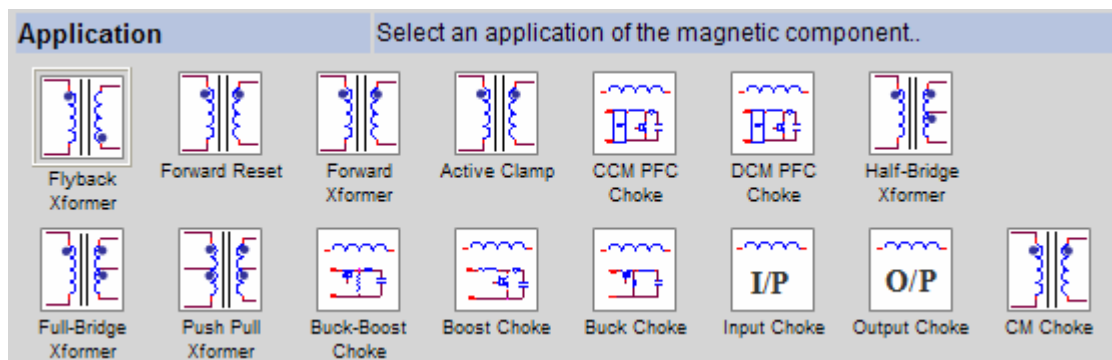 Application
Select an application of the magnetic component..
Flyback
Xformer
Forward Reset
Forward
Xformer
Active Clamp
CCM PFC
Choke
DCM PFC
Choke
Half-Bridge
Xformer
I/P
O/P
Full-Bridge
Xformer
Push Pull
Xformer
Buck-Boost
Choke
Boost Choke
Buck Choke
Input Choke
Output Choke
CM Choke